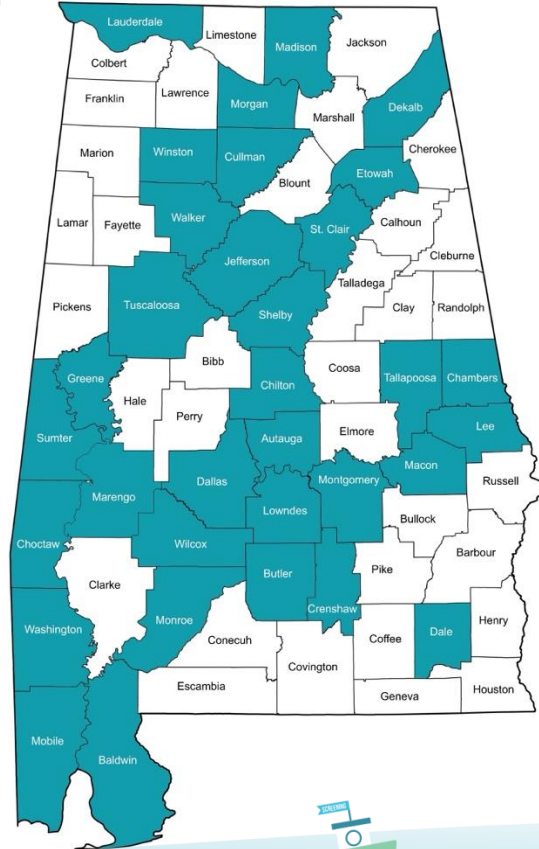 Lauderdale
Limestone
Madison
Jackson
Colbert
Franklin
Lawrence
Morgan
Marshall
Dekalb
Marion
Winston
Cullman
Cherokee
Blount
Etowah
Lamar
Fayette
Walker
St. Clair
Calhoun
Jefferson
Cleburne
Talladega
Pickens
Tuscaloosa
Shelby
Clay
Randolph
Bibb
Greene
Coosa
Chilton
Tallapoosa
Chambers
Hale
Perry
Sumter
Autauga
Elmore
Lee
Macon
Marengo
Dallas
Montgomery
Russell
Lowndes
Bullock
Choctaw
Wilcox
Barbour
Clarke
Butler
Pike
Crenshaw
Washington
Monroe
Conecuh
Coffee
Dale
Henry
Covington
Escambia
Geneva
Houston
Mobile
Baldwin
SCREENING